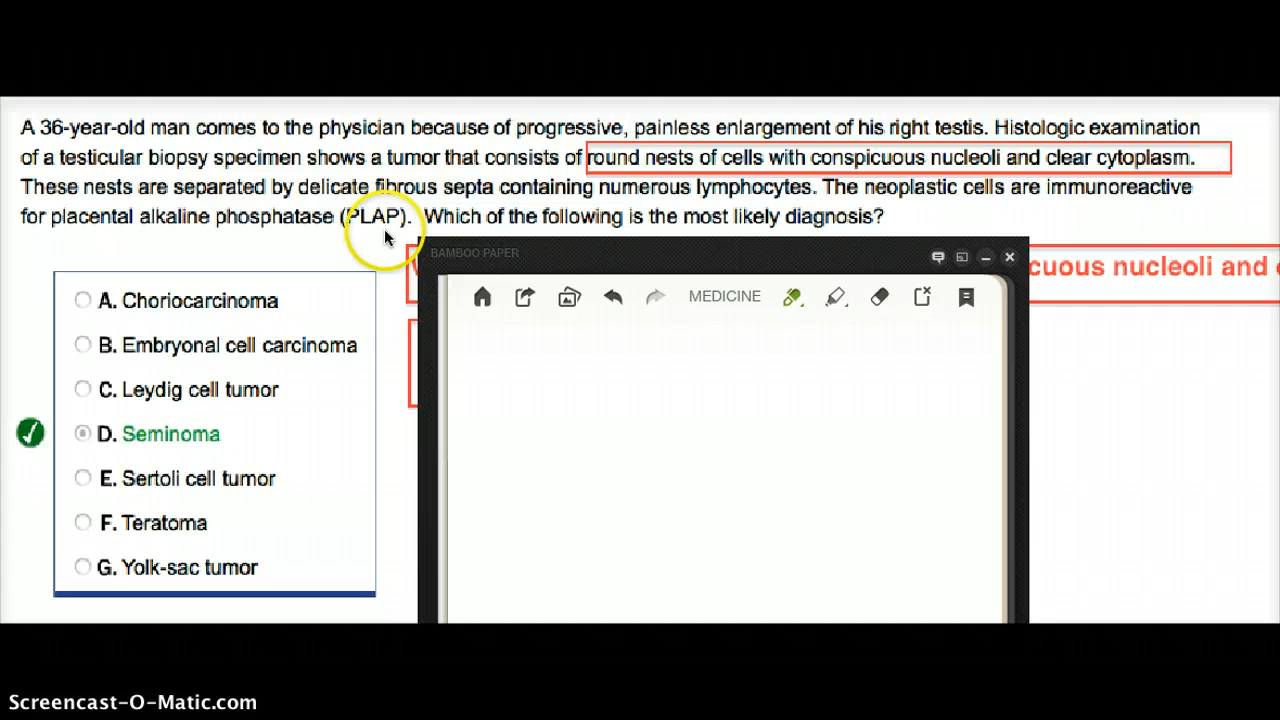 A 36-year-old man comes to the physician because of progressive, painless enlargement of his right testis. Histologic examination
of a testicular biopsy specimen shows a tumor that consists of round nests of cells with conspicuous nucleoli and clear cytoplasm.
These nests are separated by delicate fibrous septa containing numerous lymphocytes. The neoplastic cells are immunoreactive
for placental alkaline phosphatase (PLAP). Which of the following is the most likely diagnosis?
BAMBOO PAPER
cuous nucleoli and
MEDICINE
A. Choriocarcinoma
B. Embryonal cell carcinoma
C. Leydig cell tumor
D. Seminoma
E. Sertoli cell tumor
F. Teratoma
G. Yolk-sac tumor
Screencast-O-Matic.com